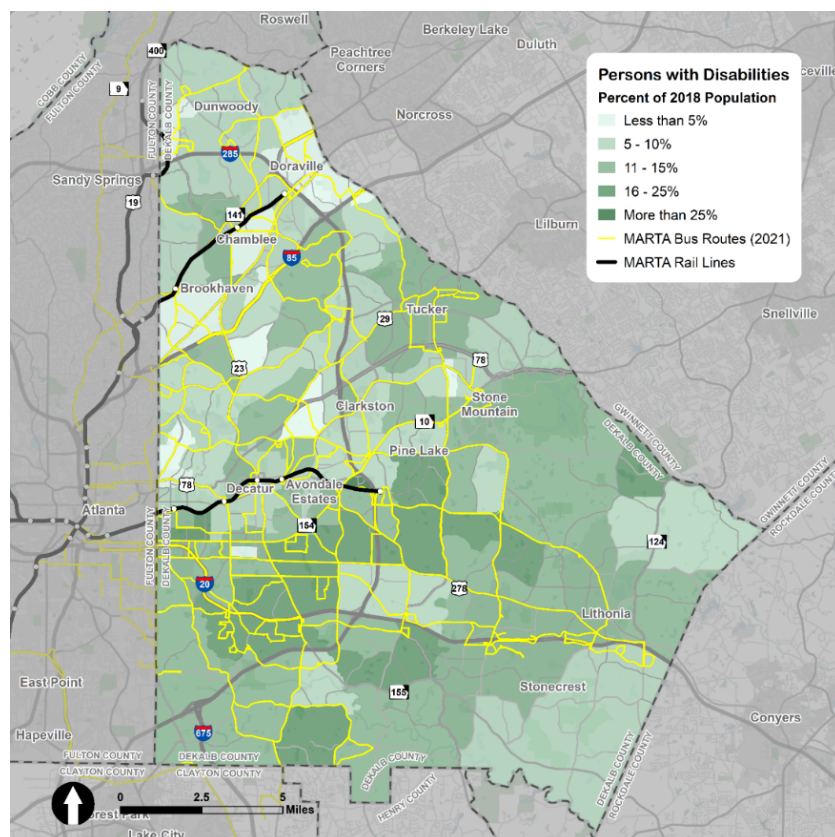 Roswell
Berkeley Lake
Duluth
400
Peachtree
Corners
9
COBB COUNTY
FULTON COUNTY
Dunwoody
Norcross
FULTON COUNTY
DEKALB COUNTY
285
Doraville
Sandy Springs
19
141
Chamblee
Lilburn
85
Brookhaven
Tucker
29
Snellville
23
78
Stone
Mountain
Clarkston
10
GWINNETT COUNTY
DEKALB COUNTY
Pine Lake
78
Decatur
Avondale
Estates
Atlanta
154
124
GWINNETT COUNTY
ROCKDALE COUNTY
FULTON COUNTY
DEKALB COUNTY
20
278
Lithonia
East Point
155
Stonecrest
Conyers
Hapeville
675
FULTON COUNTY
CLAYTON COUNTY
DEKALB COUNTY
CLAYTON COUNTY
DEKALB COUNTY
HENRY COUNTY
DEKALB COUNTY
ROCKDALE COUNTY
0 2.5 5
Miles
Park
Lake City
Persons with Disabilities
Percent of 2018 Population
Less than 5%
5 - 10%
11 - 15%
16 - 25%
More than 25%
MARTA Bus Routes (2021)
MARTA Rail Lines